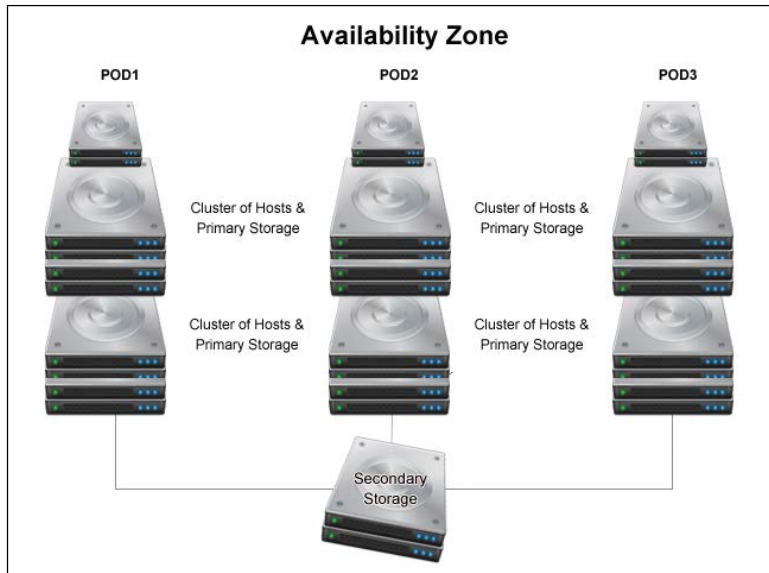 Availability Zone
POD1
POD2
POD3
Cluster of Hosts &
Primary Storage
Cluster of Hosts &
Primary Storage
Cluster of Hosts &
Primary Storage
Cluster of Hosts &
Primary Storage
Secondary
Storage